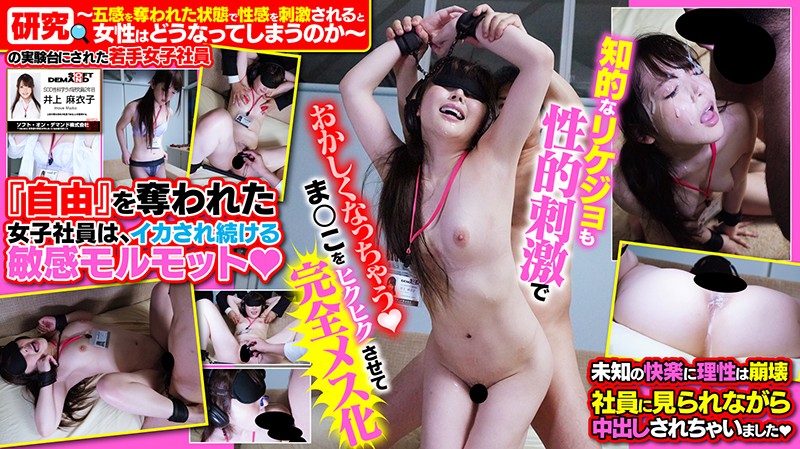 研究
～五感を奪われた状態で性感を刺激されると
女性はどうなってしまうのか～
の実験台にされた若手女子社員
井上 麻衣子
ソフト・オン・デマンド株式会社
『自由』を奪われた
女子社員は、イカされ続ける
敏感モルモット♥
知的なリケジョも
性的刺激で
おかしくなっちゃう♥
ま〇こをヒクヒクさせて
完全メス化
未知の快楽に理性は崩壊
社員に見られながら
中出しされちゃいました♥